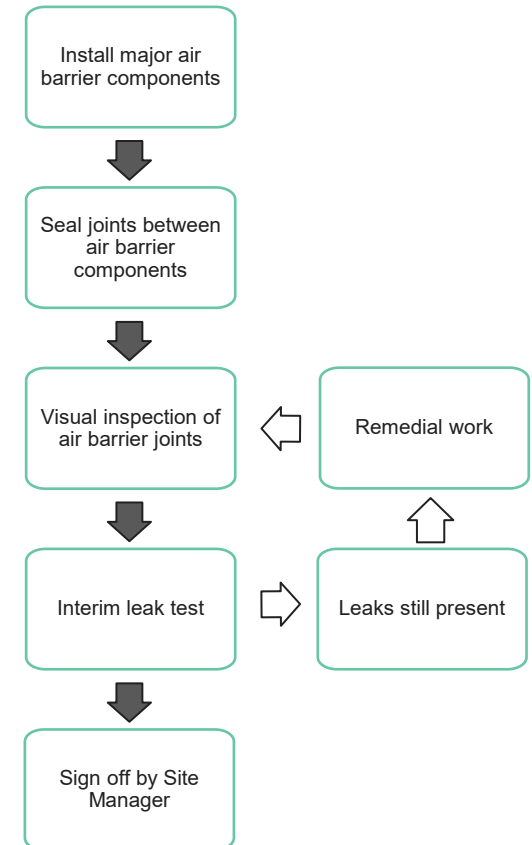 Install major air
barrier components
Seal joints between
air barrier
components
Visual inspection of
air barrier joints
Remedial work
Interim leak test
Leaks still present
Sign off by Site
Manager